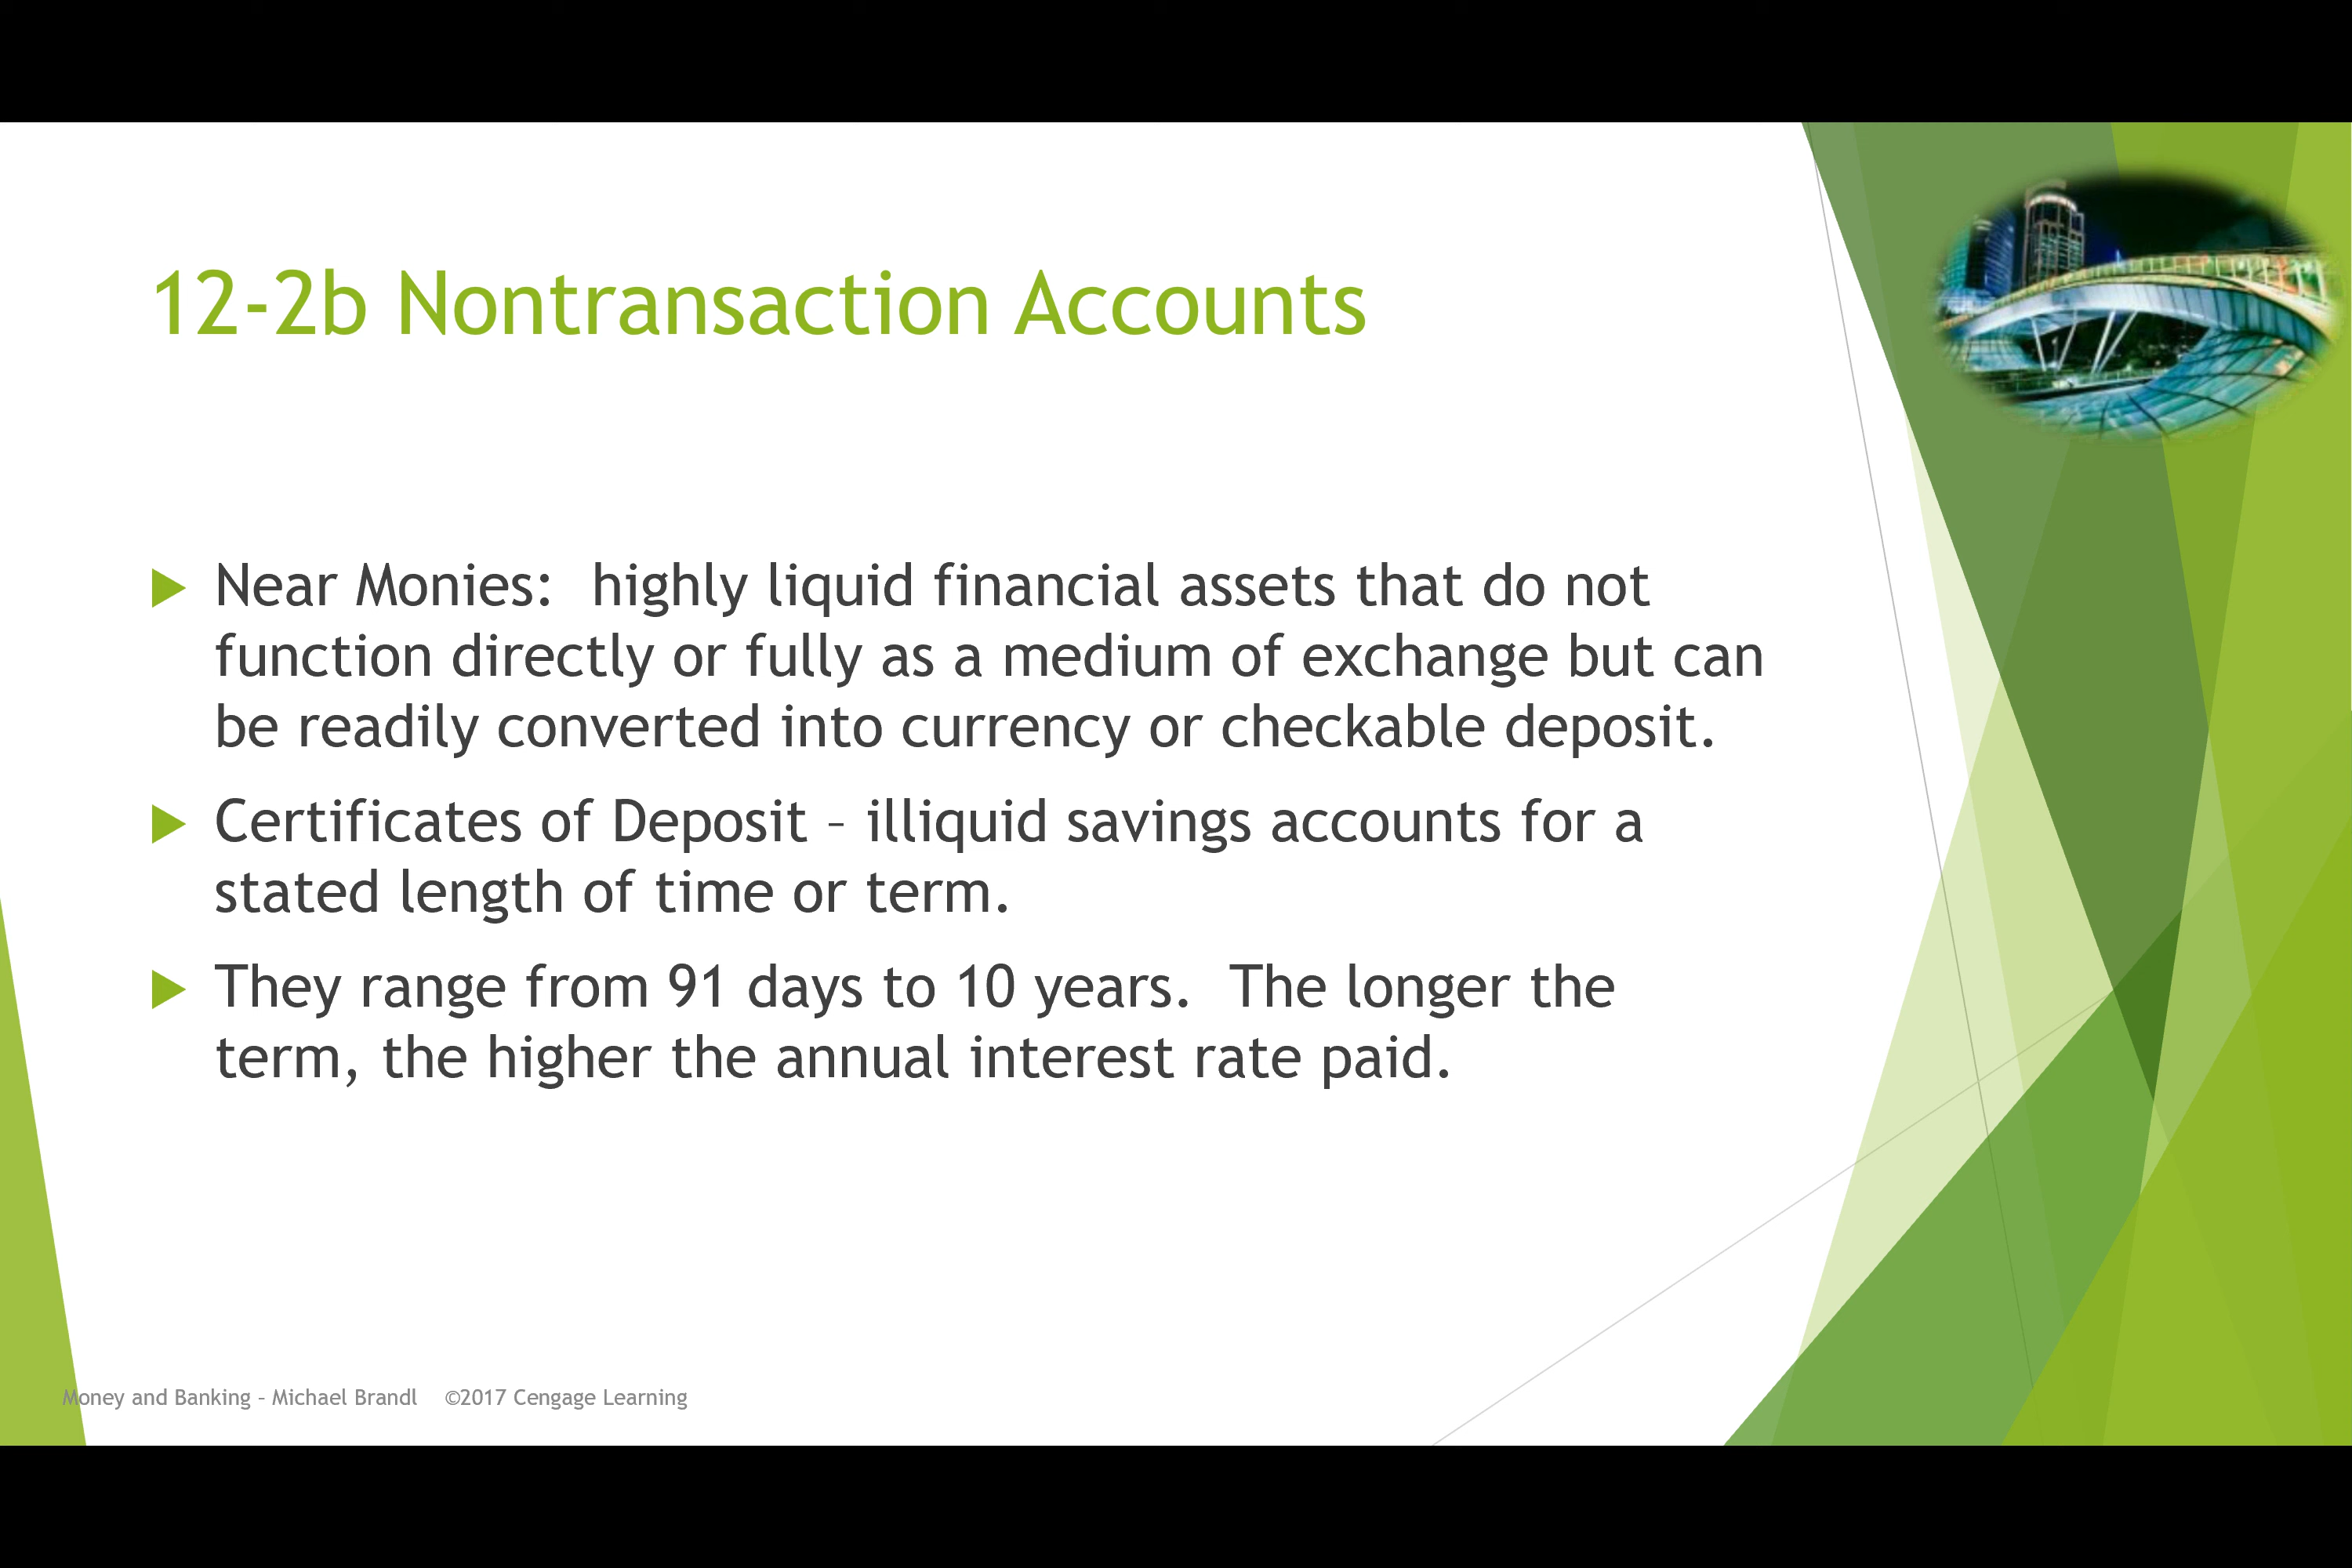 12-2b Nontransaction Accounts
Near Monies:  highly liquid financial assets that do not
function directly or fully as a medium of exchange but can
be readily converted into currency or checkable deposit.
Certificates of Deposit – illiquid savings accounts for a
stated length of time or term.
They range from 91 days to 10 years.  The longer the
term, the higher the annual interest rate paid.
Money and Banking – Michael Brandl    ©2017 Cengage Learning